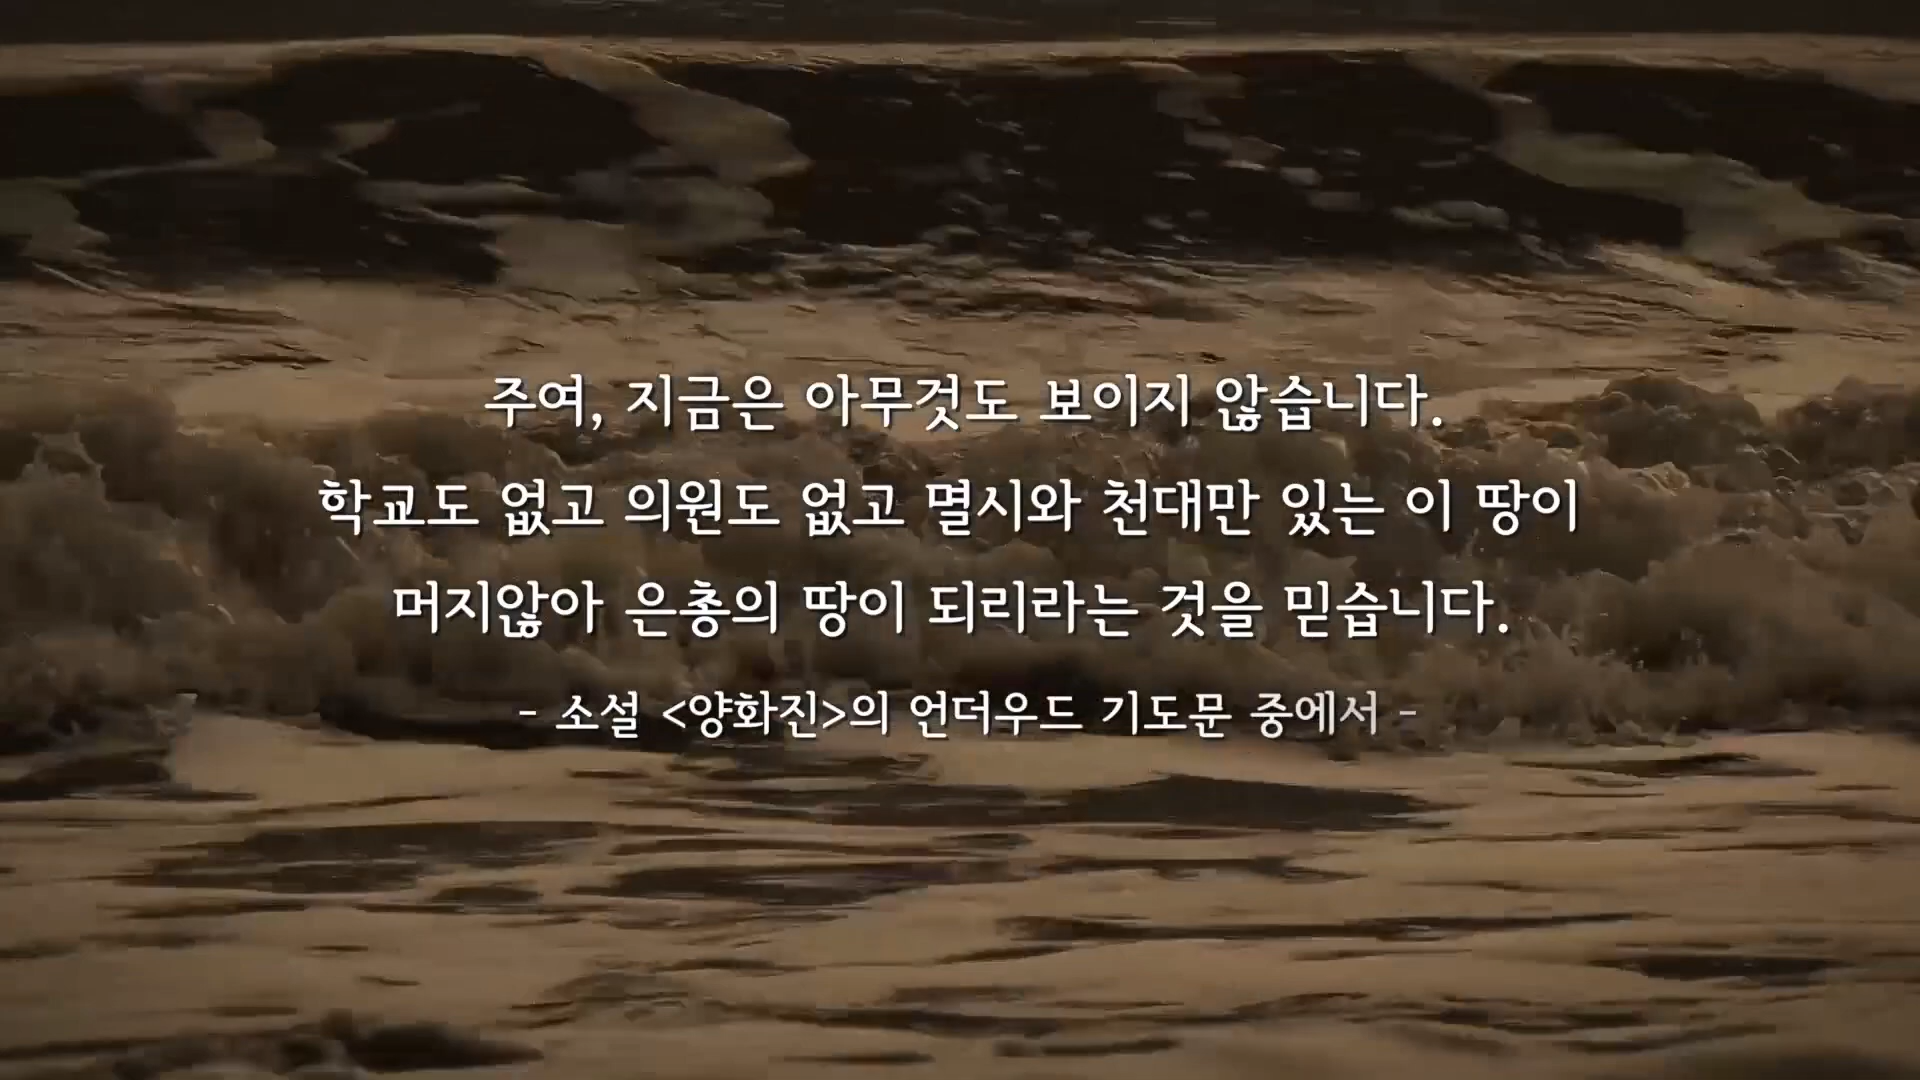 주여, 지금은 아무것도 보이지 않습니다.
학교도 없고 의원도 없고 멸시와 천대만 있는 이 땅이
머지않아 은총의 땅이 되리라는 것을 믿습니다.
- 소설 <양화진>의 언더우드 기도문 중에서 -